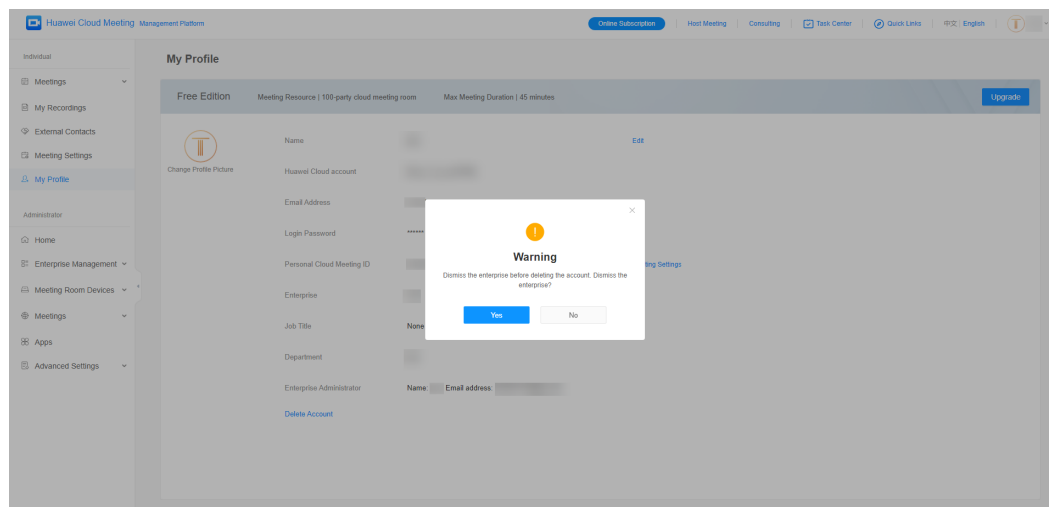 Huawei Cloud Meeting Management Platform
Online Subscription Host Meeting Consulting Task Center Quick Links 中文 | English
Individual
Meetings
My Recordings
External Contacts
Meeting Settings
My Profile
Administrator
Home
Enterprise Management
Meeting Room Devices
Meetings
Apps
Advanced Settings
My Profile
Free Edition Meeting Resource | 100-party cloud meeting room Max Meeting Duration | 45 minutes Upgrade
Change Profile Picture
Name Edit
Huawei Cloud account
Email Address
Login Password ******
Personal Cloud Meeting ID ting Settings
Enterprise
Job Title None
Department
Enterprise Administrator Name: Email address:
Delete Account
Warning
Dismiss the enterprise before deleting the account. Dismiss the
enterprise?
Yes No